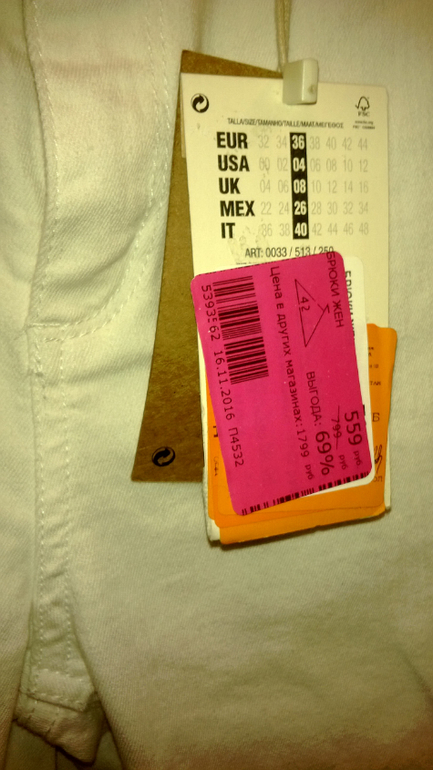 FSC
TALLA/SIZE/TAMANHO/TAILLE/MAAT/ΜΕΓΕΘΟΣ
EUR 32 34 36 38 40 42 44
USA 00 02 04 06 08 10 12
UK 04 06 08 10 12 14 16
MEX 22 24 26 28 30 32 34
IT 36 38 40 42 44 46 48
ART: 0033 / 513 / 250
БРЮКИ ЖЕН
42
Цена в других магазинах: 1799 руб
ВЫГОДА: 69%
799 руб
559 руб
16.11.2016 П4532